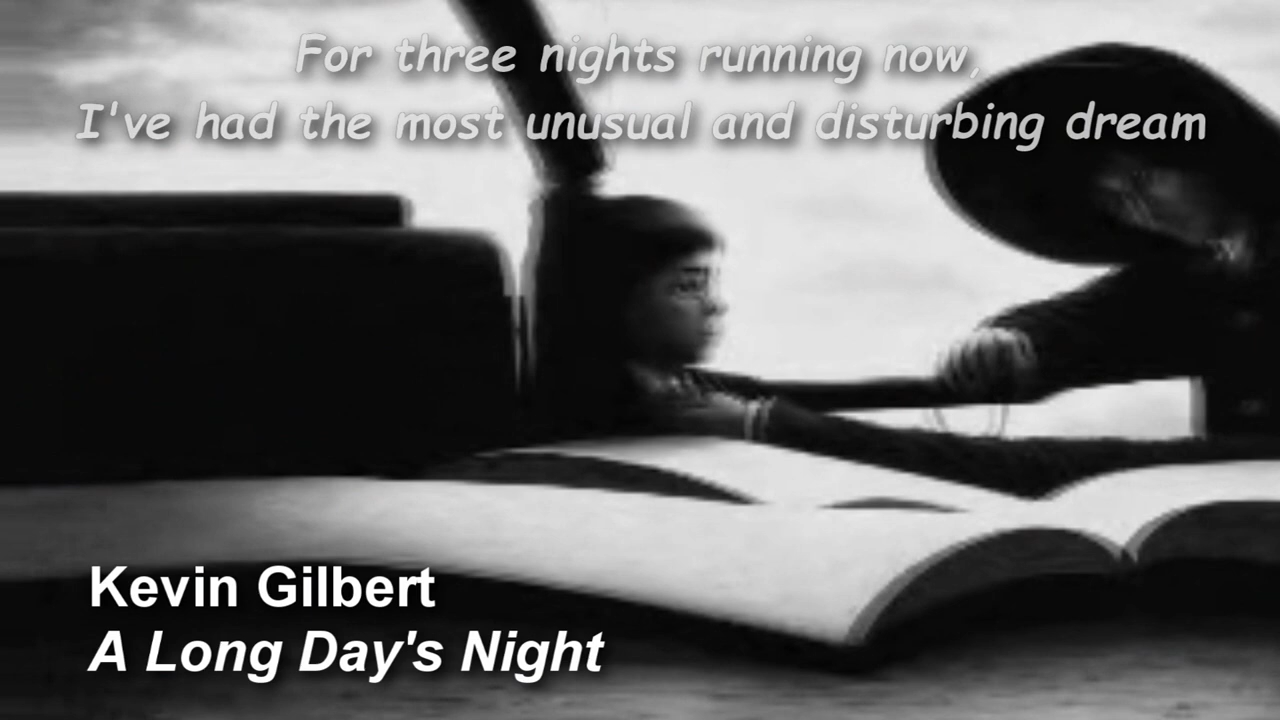 For three nights running now,
I've had the most unusual and disturbing dream
Kevin Gilbert
A Long Day's Night